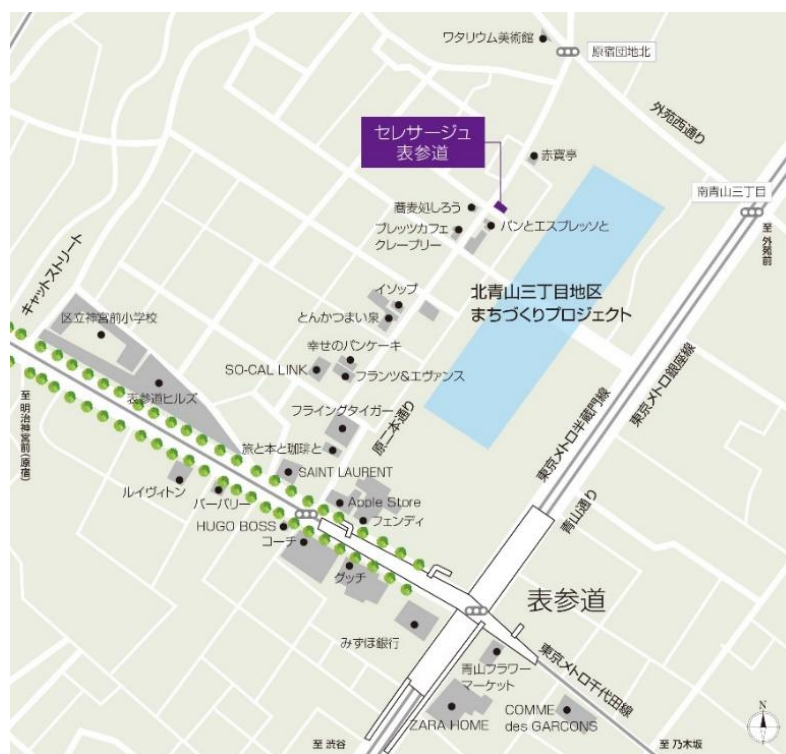 ワタリウム美術館
原宿団地北
外苑西通り
セレサージュ
表参道
赤寶亭
南青山三丁目
至 外苑前
蕎麦処しろう
パンとエスプレッソと
ブレッツカフェ
クレープリー
キャットストリート
イソップ
北青山三丁目地区
まちづくりプロジェクト
区立神宮前小学校
とんかつまい泉
幸せのパンケーキ
SO-CAL LINK
フランツ&エヴァンス
東京メトロ半蔵門線
東京メトロ銀座線
表参道ヒルズ
フライングタイガー
原二本通り
至 明治神宮前(原宿)
旅と本と珈琲と
SAINT LAURENT
ルイヴィトン
バーバリー
Apple Store
青山通り
HUGO BOSS
フェンディ
コーチ
グッチ
表参道
みずほ銀行
青山フラワー
マーケット
東京メトロ千代田線
ZARA HOME
COMME
des GARCONS
至 渋谷
至 乃木坂
N